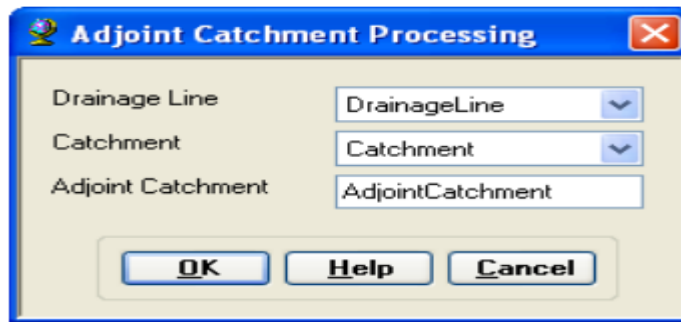 Adjoint Catchment Processing
Drainage Line DrainageLine
Catchment Catchment
Adjoint Catchment AdjointCatchment
OK Help Cancel